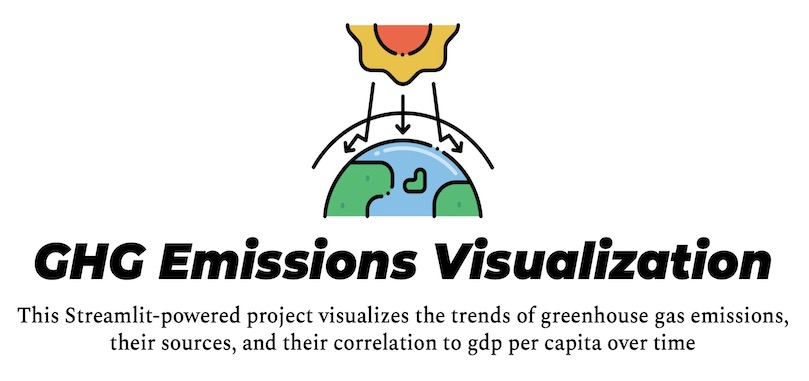 GHG Emissions Visualization
This Streamlit-powered project visualizes the trends of greenhouse gas emissions,
their sources, and their correlation to gdp per capita over time